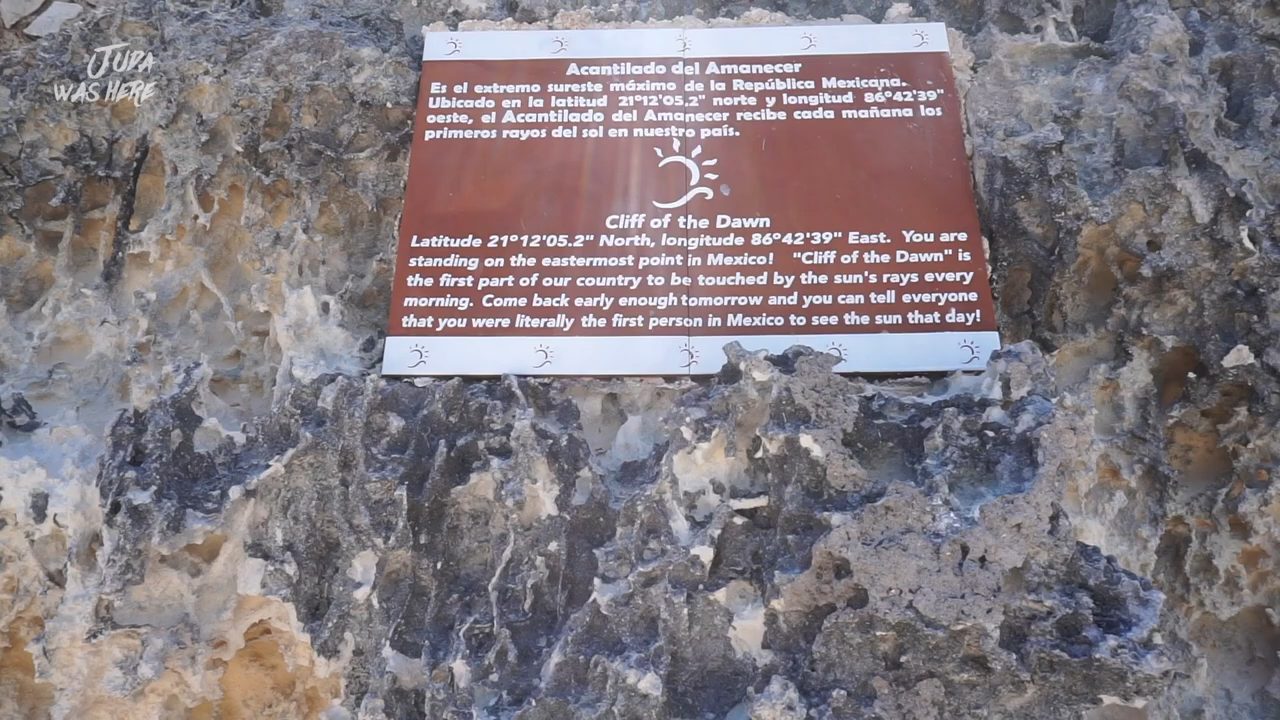 JUDA
WAS HERE
Acantilado del Amanecer
Es el extremo sureste máximo de la República Mexicana.
Ubicado en la latitud 21°12'05.2" norte y longitud 86°42'39"
oeste, el Acantilado del Amanecer recibe cada mañana los
primeros rayos del sol en nuestro país.
Cliff of the Dawn
Latitude 21°12'05.2" North, longitude 86°42'39" East. You are
standing on the easternmost point in Mexico! "Cliff of the Dawn" is
the first part of our country to be touched by the sun's rays every
morning. Come back early enough tomorrow and you can tell everyone
that you were literally the first person in Mexico to see the sun that day!